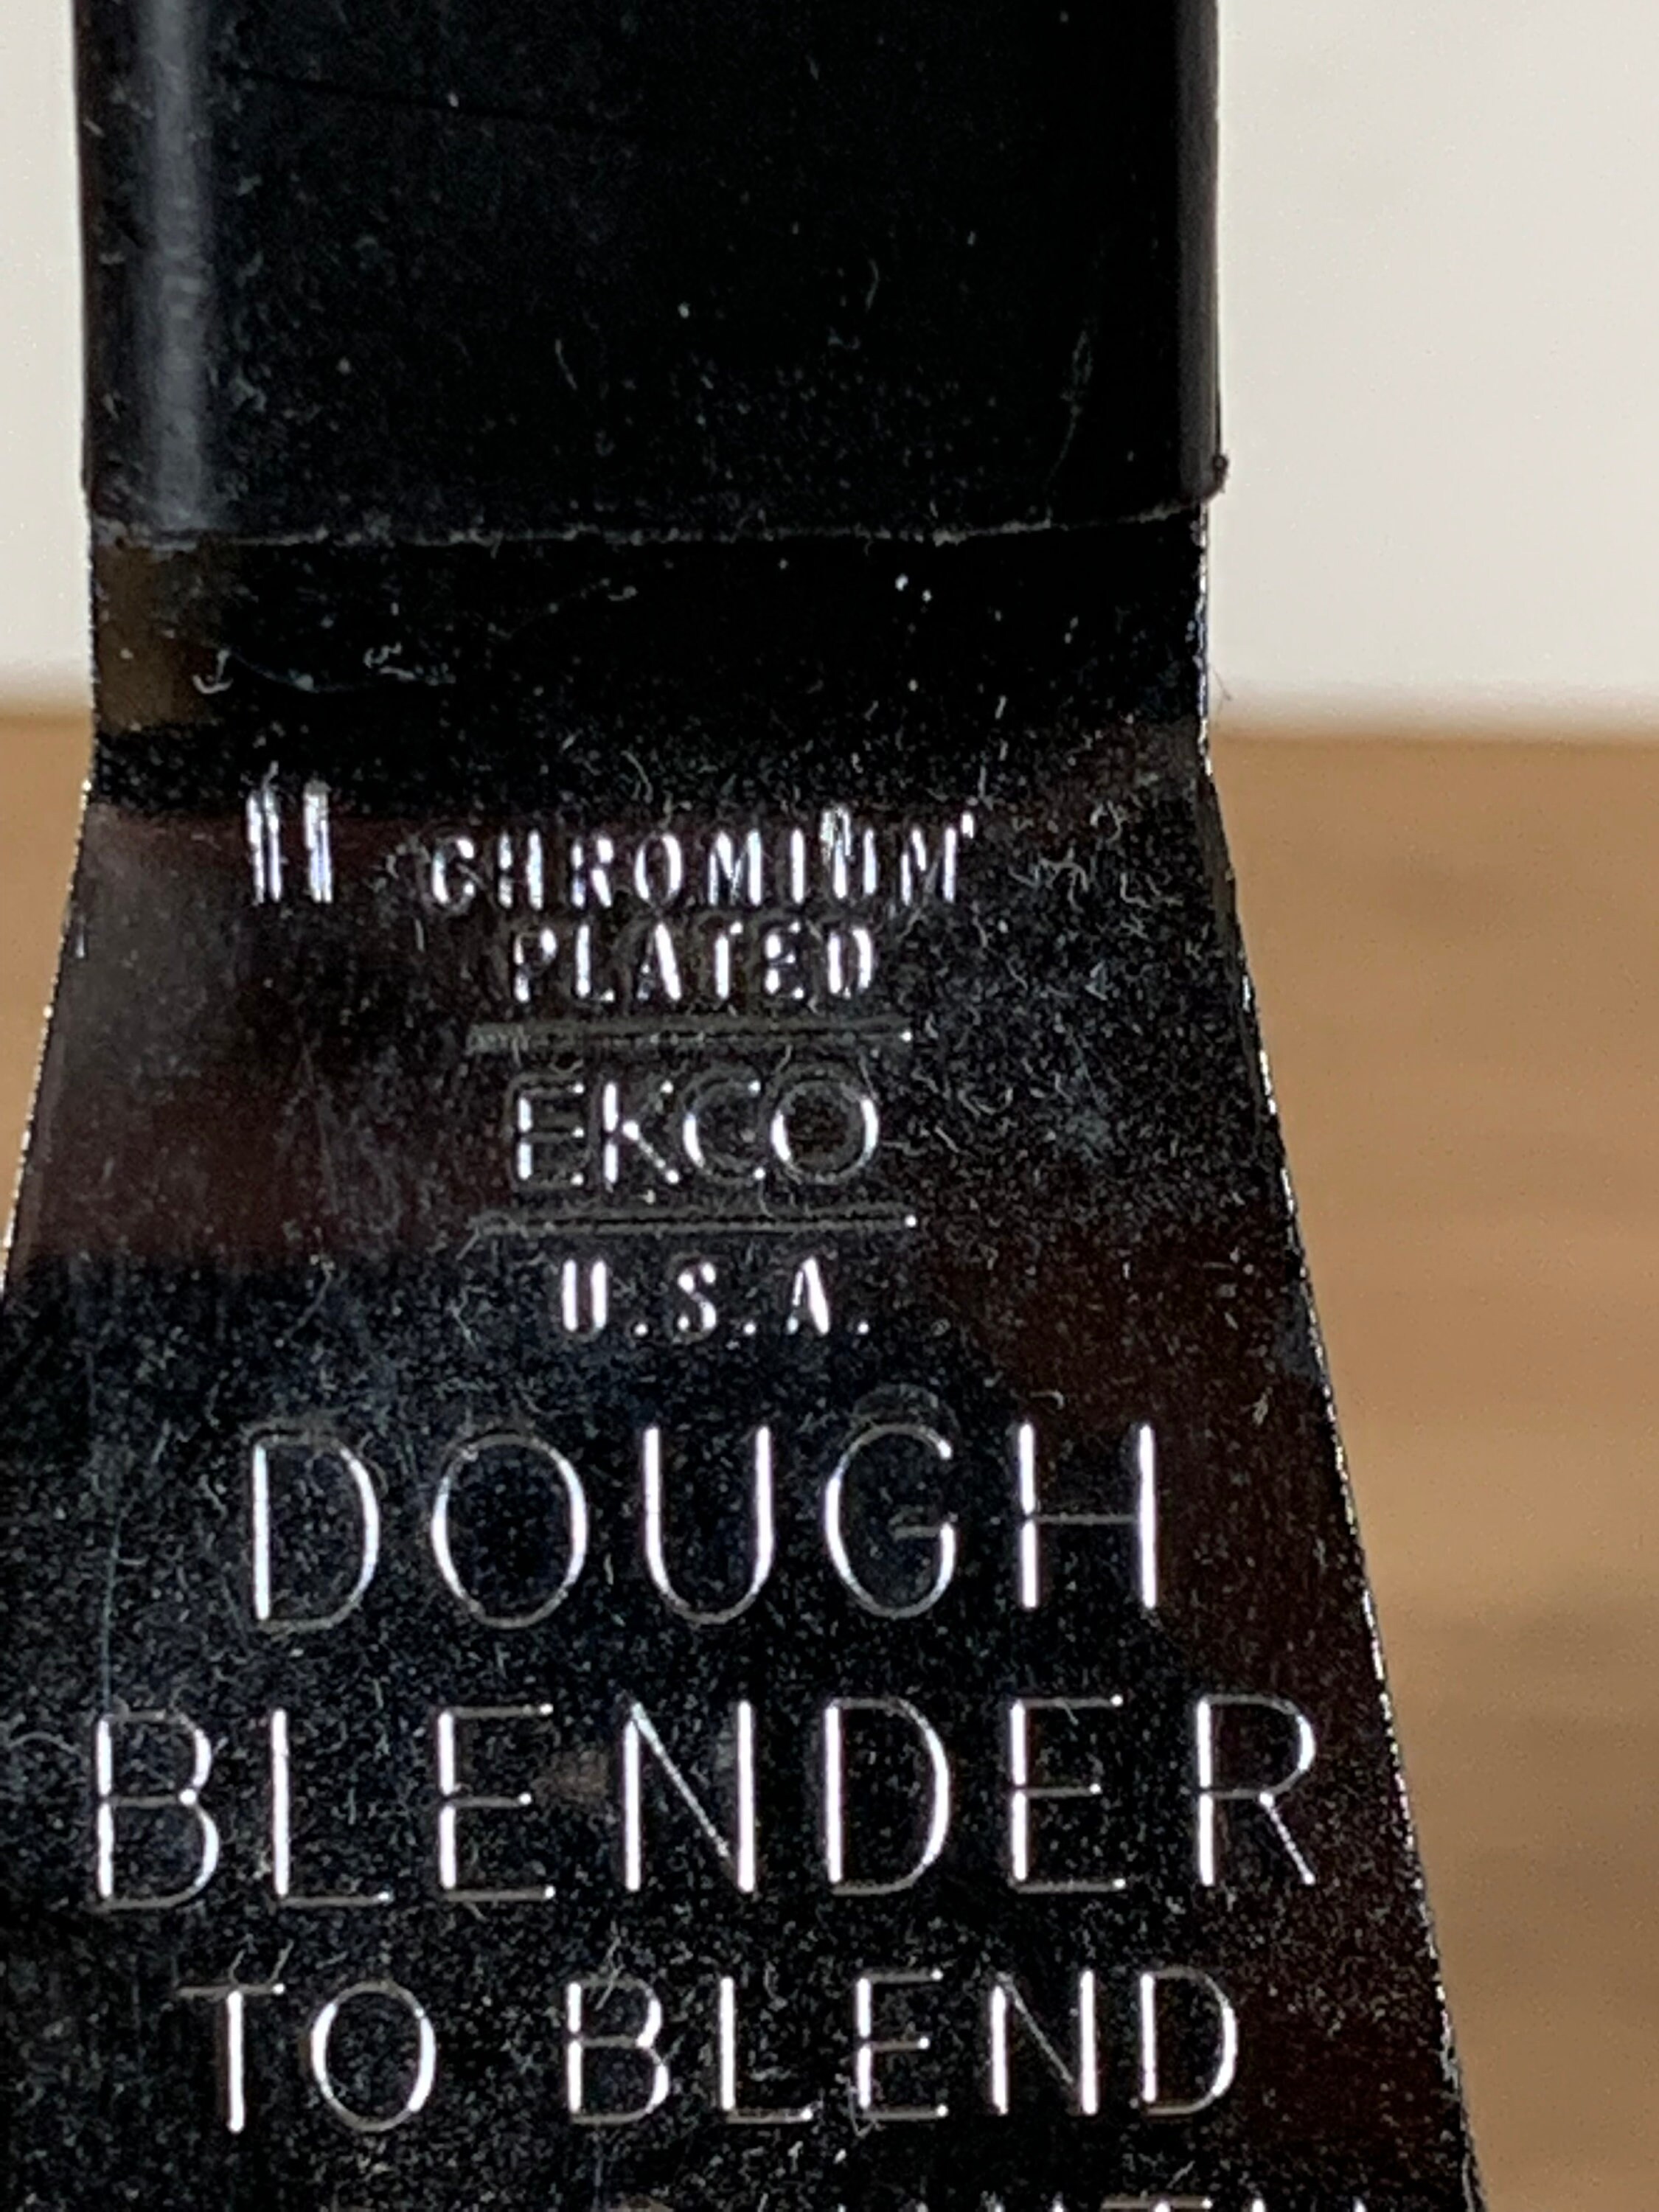 CHROMIUM
PLATED
EKCO
U.S.A.
DOUGH
BLENDER
TO BLEND